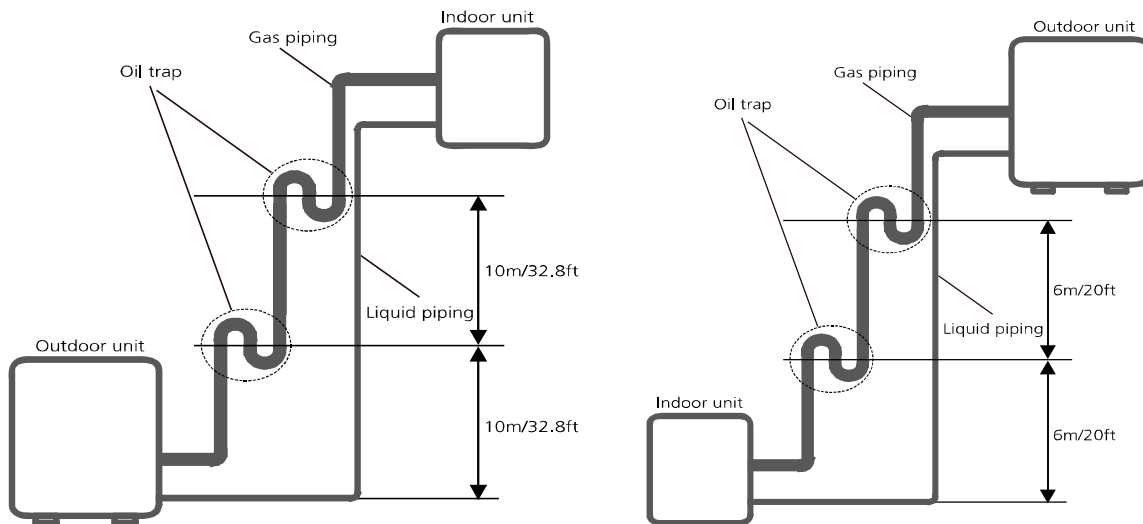 Indoor unit
Gas piping
Oil trap
10m/32.8ft
Liquid piping
Outdoor unit
10m/32.8ft
Outdoor unit
Gas piping
Oil trap
6m/20ft
Liquid piping
Indoor unit
6m/20ft